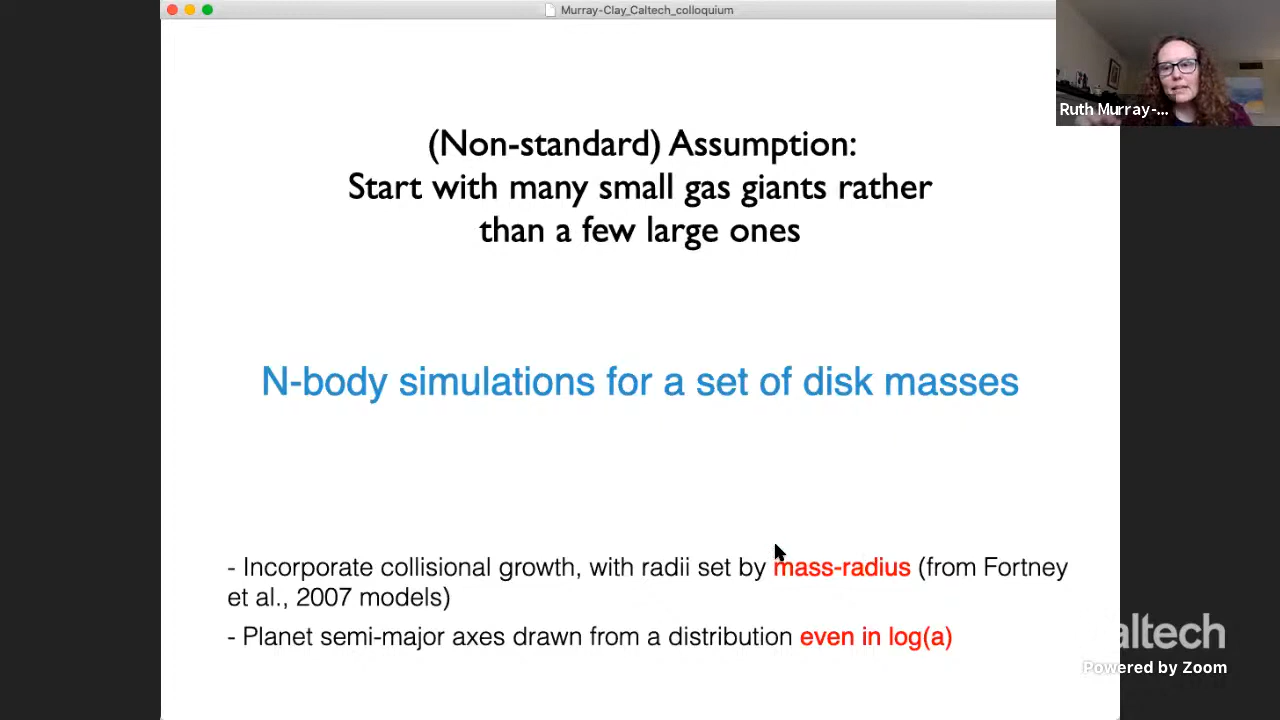 Murray-Clay_Caltech_colloquium
Ruth Murray-...
(Non-standard) Assumption:
Start with many small gas giants rather
than a few large ones
N-body simulations for a set of disk masses
- Incorporate collisional growth, with radii set by mass-radius (from Fortney
et al., 2007 models)
- Planet semi-major axes drawn from a distribution even in log(a)
altech
Powered by Zoom